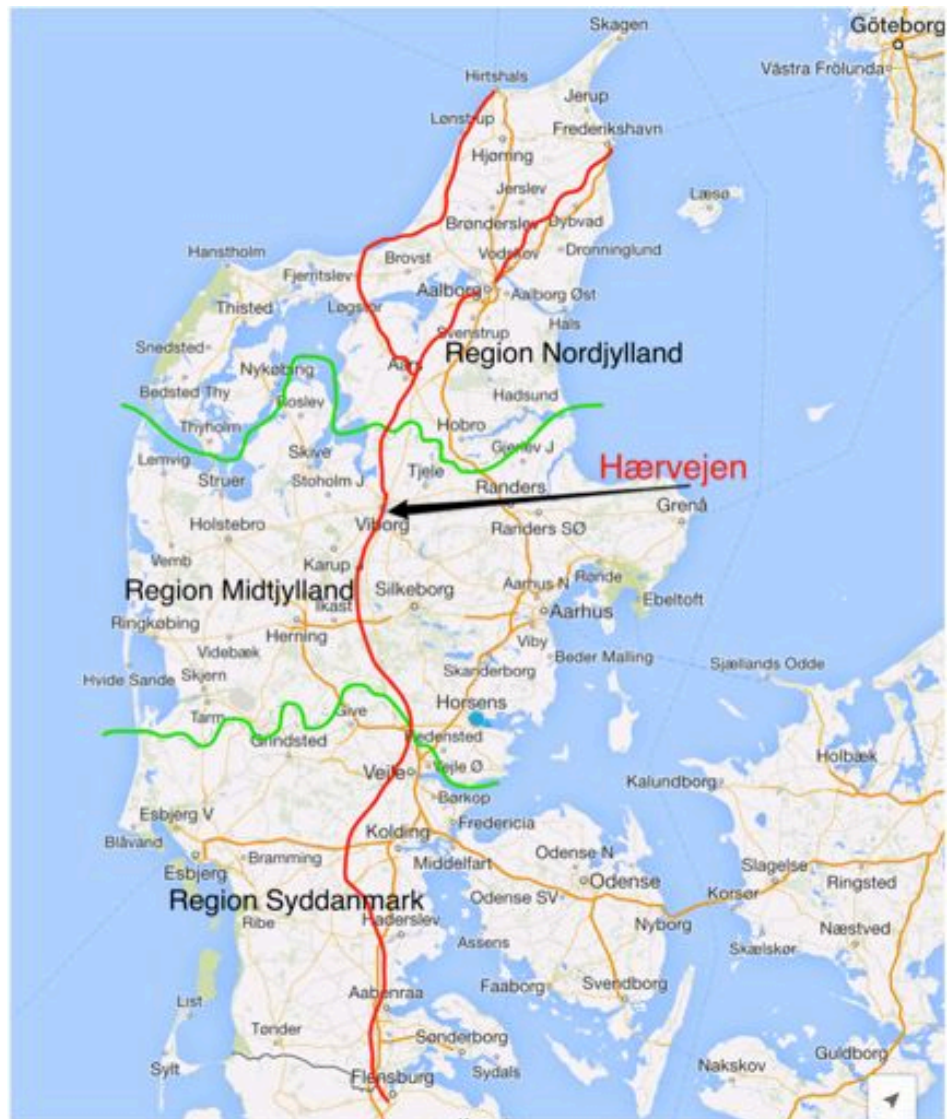 Skagen
Göteborg
Västra Frölunda
Hirtshals
Jerup
Lønstrup
Frederikshavn
Hjørring
Jerslev
Læsø
Brønderslev
Dybvad
Hanstholm
Vodskov
Dronninglund
Brovst
Fjerritslev
Aalborg
Aalborg Øst
Thisted
Løgstør
Hals
Svenstrup
Snedsted
Region Nordjylland
Nykøbing
Aars
Bedsted Thy
Roslev
Hadsund
Thyholm
Hobro
Gjerlev J
Lemvig
Skive
Tjele
Hærvejen
Struer
Stoholm J
Randers
Grenå
Holstebro
Viborg
Randers SØ
Vemb
Karup
Region Midtjylland
Silkeborg
Aarhus N
Rønde
Ikast
Aarhus
Ebeltoft
Ringkøbing
Herning
Viby
Videbæk
Beder Malling
Skanderborg
Sjællands Odde
Hvide Sande
Skjern
Horsens
Tarm
Give
Hedensted
Grindsted
Holbæk
Vejle
Vejle Ø
Kalundborg
Børkop
Esbjerg V
Fredericia
Blåvand
Kolding
Bramming
Middelfart
Odense N
Esbjerg
Odense
Slagelse
Ringsted
Region Syddanmark
Odense SV
Korsør
Ribe
Haderslev
Nyborg
Næstved
Assens
Skælskør
Faaborg
Svendborg
List
Aabenraa
Tønder
Sønderborg
Guldborg
Sylt
Sydals
Nakskov
Flensburg